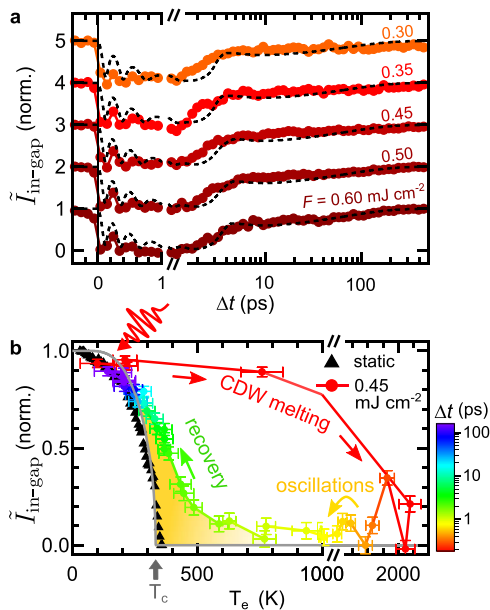 a
5
4
3
2
1
0
Ĩin−gap (norm.)
0.30
0.35
0.45
0.50
F = 0.60 mJ cm-2
0
1
10
100
Δt (ps)
b
1.0
0.5
0.0
Ĩin−gap (norm.)
static
0.45
mJ cm-2
CDW melting
recovery
oscillations
Δt (ps)
100
10
1
0
500
1000
2000
Tc
Te (K)